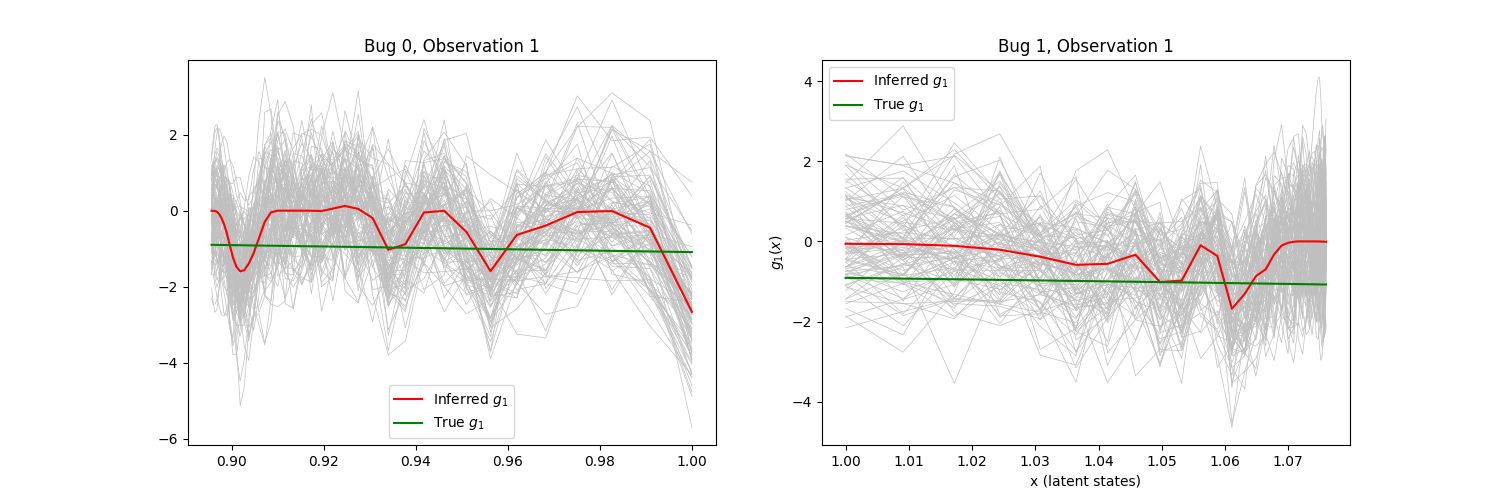 Bug 0, Observation 1
2
0
−2
−4
−6
0.90 0.92 0.94 0.96 0.98 1.00
Inferred g₁
True g₁
Bug 1, Observation 1
g₁(x)
4
2
0
−2
−4
1.00 1.01 1.02 1.03 1.04 1.05 1.06 1.07
x (latent states)
Inferred g₁
True g₁